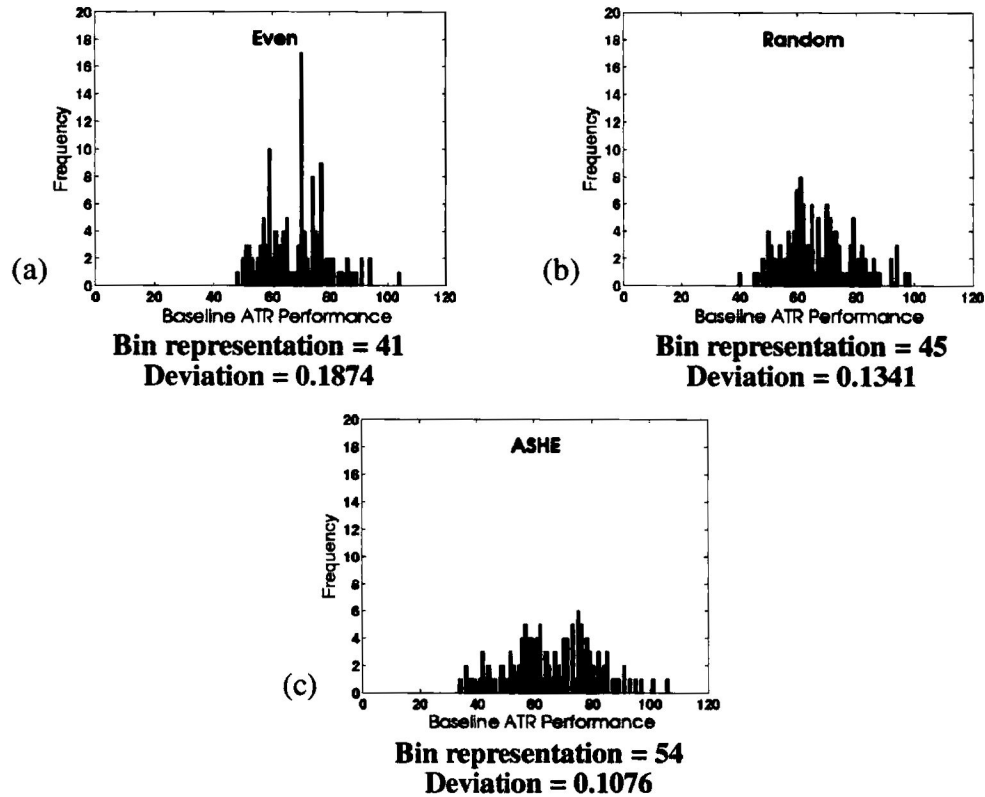 Even
20
18
16
14
12
10
8
6
4
2
0
Frequency
0 20 40 60 80 100 120
Baseline ATR Performance
(a)
Bin representation = 41
Deviation = 0.1874
Random
20
18
16
14
12
10
8
6
4
2
0
Frequency
0 20 40 60 80 100 120
Baseline ATR Performance
(b)
Bin representation = 45
Deviation = 0.1341
ASHE
20
18
16
14
12
10
8
6
4
2
0
Frequency
0 20 40 60 80 100 120
Baseline ATR Performance
(c)
Bin representation = 54
Deviation = 0.1076